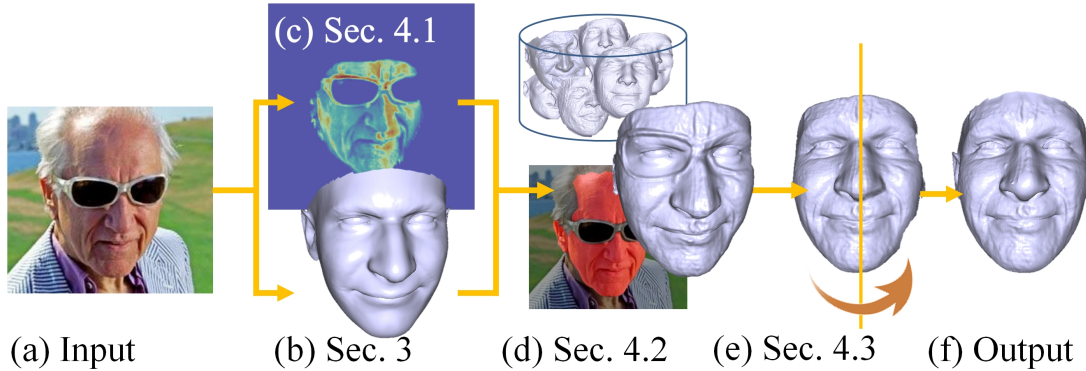 (c) Sec. 4.1
(a) Input
(b) Sec. 3
(d) Sec. 4.2
(e) Sec. 4.3
(f) Output